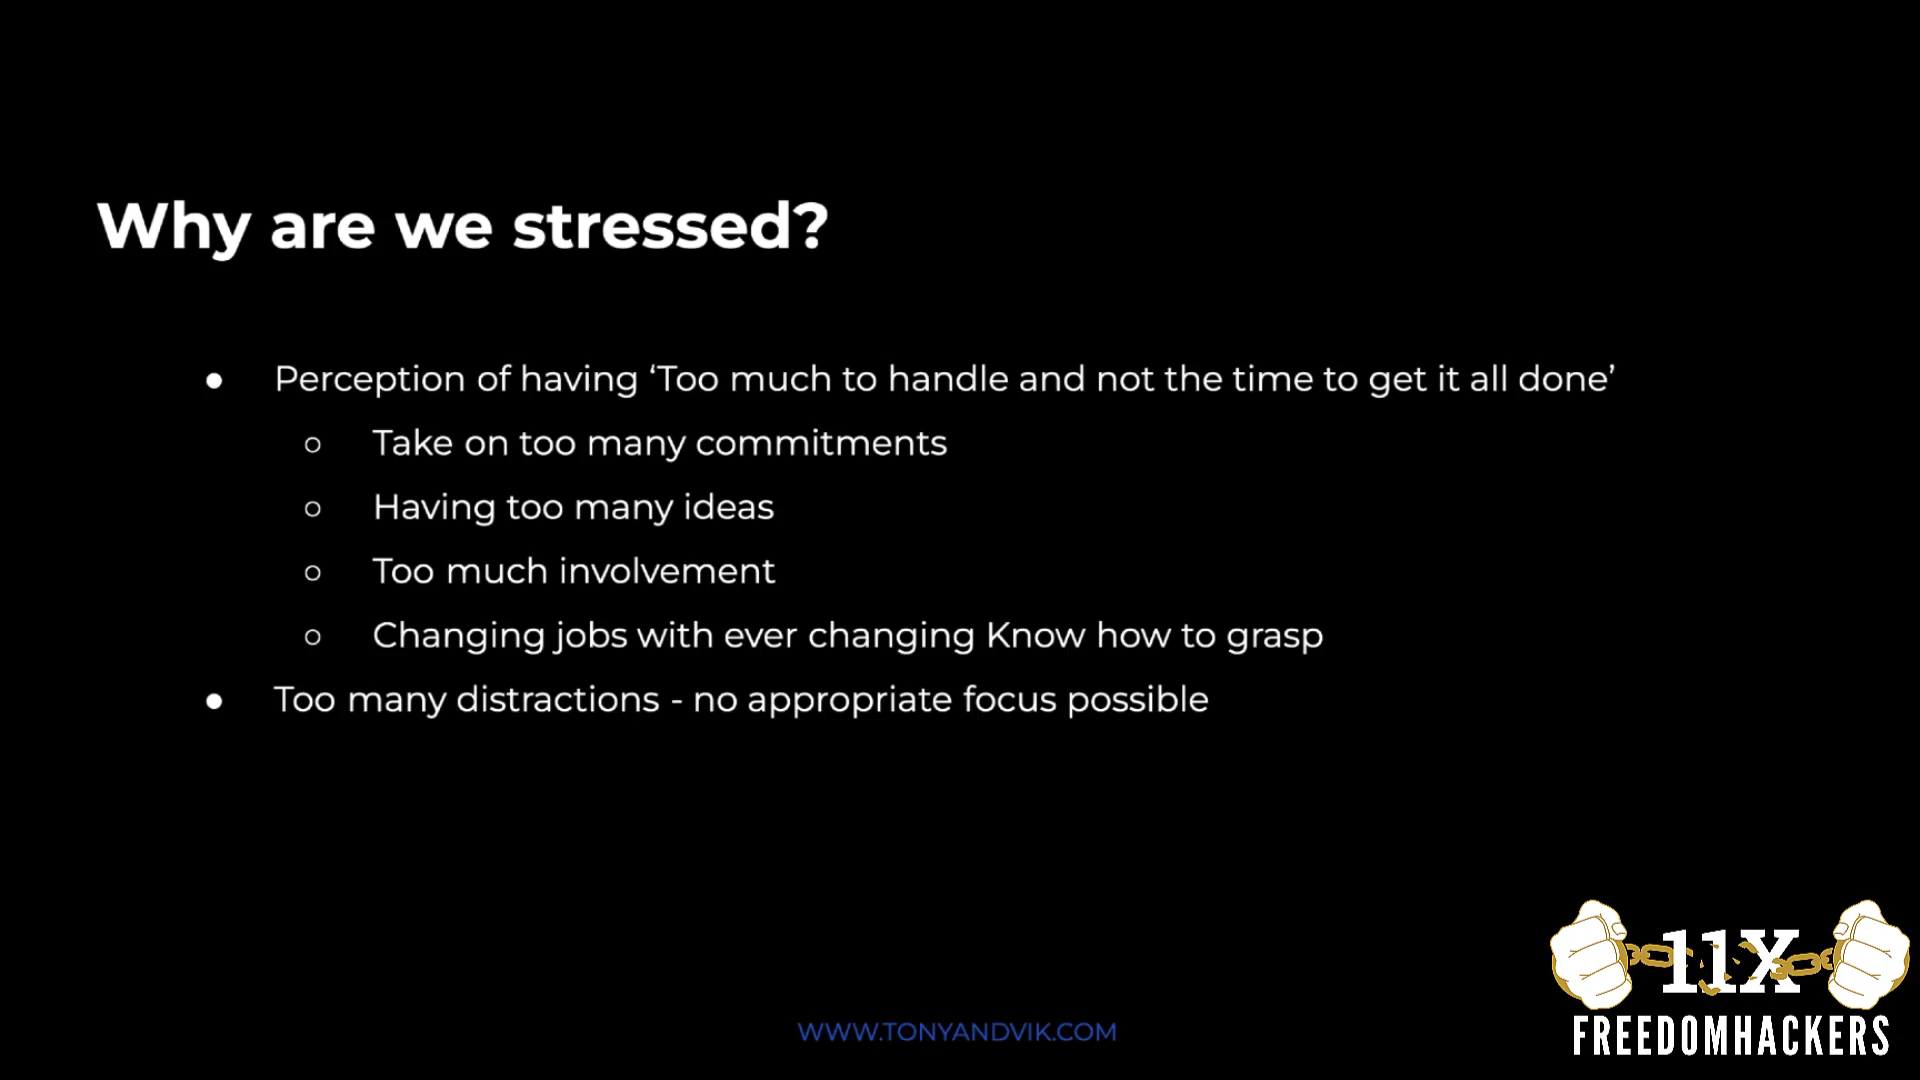 Why are we stressed?
● Perception of having ‘Too much to handle and not the time to get it all done’
○ Take on too many commitments
○ Having too many ideas
○ Too much involvement
○ Changing jobs with ever changing Know how to grasp
● Too many distractions - no appropriate focus possible
11X
FREEDOMHACKERS
WWW.TONYANDVIK.COM